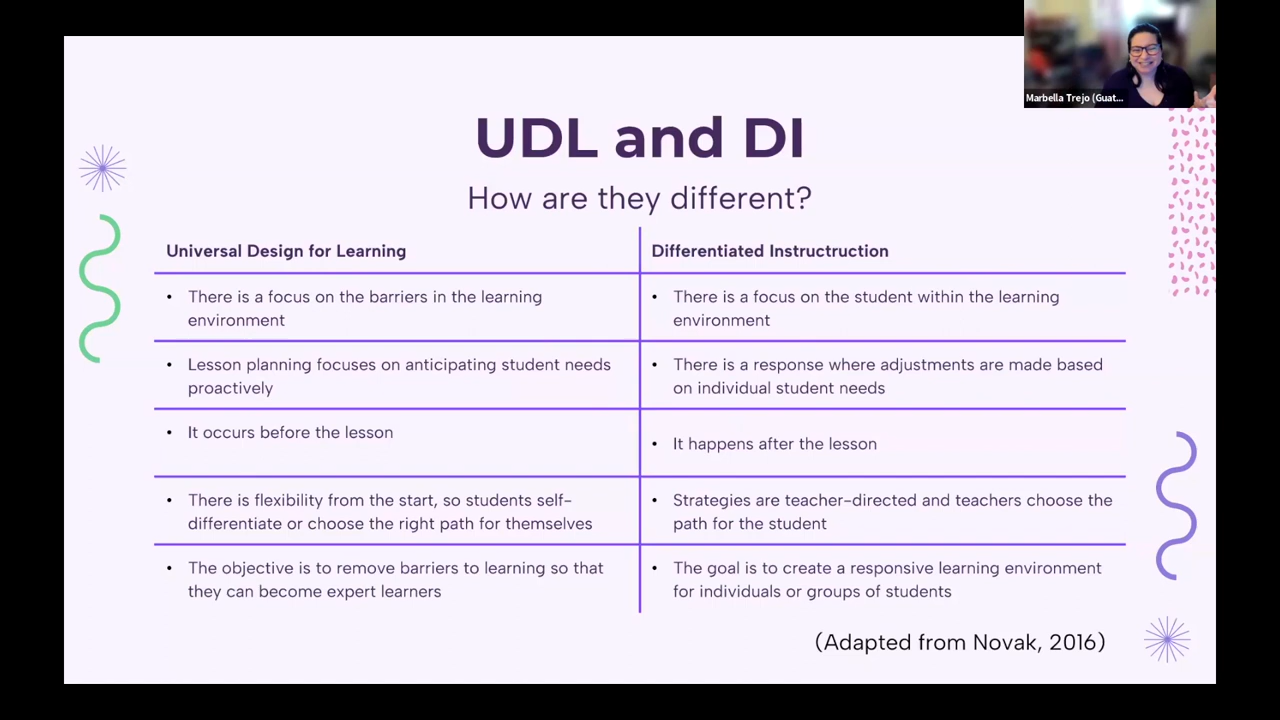 Marbella Trejo (Guat...
UDL and DI
How are they different?
Universal Design for Learning
Differentiated Instructruction
• There is a focus on the barriers in the learning
environment
• There is a focus on the student within the learning
environment
• Lesson planning focuses on anticipating student needs
proactively
• There is a response where adjustments are made based
on individual student needs
• It occurs before the lesson
• It happens after the lesson
• There is flexibility from the start, so students self-
differentiate or choose the right path for themselves
• Strategies are teacher-directed and teachers choose the
path for the student
• The objective is to remove barriers to learning so that
they can become expert learners
• The goal is to create a responsive learning environment
for individuals or groups of students
(Adapted from Novak, 2016)